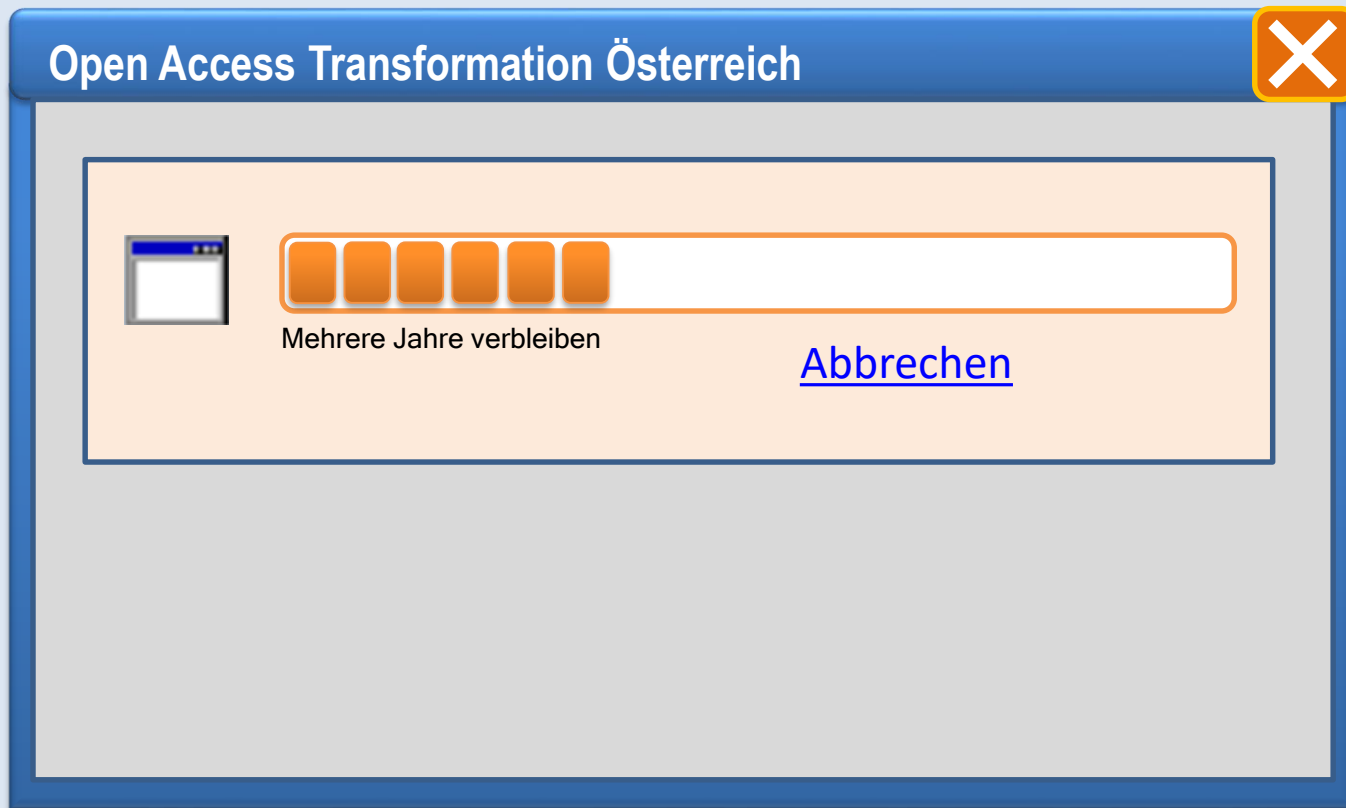 Open Access Transformation Österreich
Mehrere Jahre verbleiben
Abbrechen